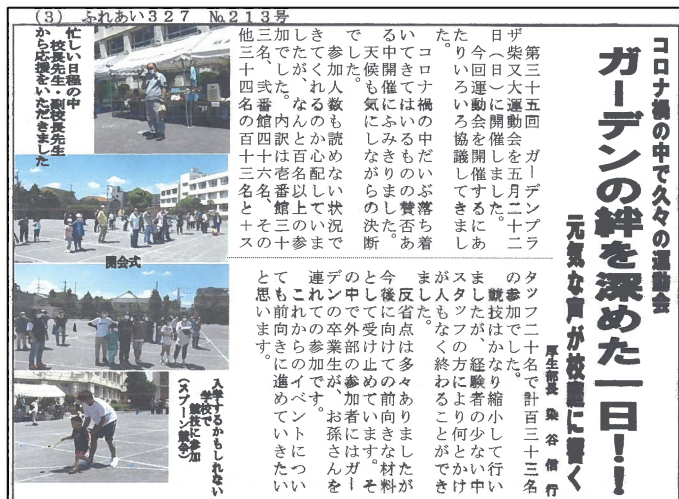 （３） ふれあい３２７ №２１３号
コロナ禍の中で久々の運動会
ガーデンの絆を深めた一日！！
元気な声が校庭に響く
厚生部長 染谷信行
第三十五回 ガーデンプラ
ザ柴又大運動会を五月二十二
日（日）に開催しました。
今回運動会を開催するにあ
たりいろいろ協議してきまし
た。
コロナ禍の中だいぶ落ち着
いてきてはいるものの賛否あ
る中開催にふみきりました。
天候も気にしながらの決断
でした。
参加人数も読めない状況で
きてくれるのか心配していま
したが、なんと百名以上の参
加でした。内訳は壱番館三十
三名、弐番館四十六名、その
他三十四名の百十三名と＋ス
タッフ二十名で計百三十三名
の参加でした。
競技はかなり縮小して行い
ましたが、経験者の少ない中
スタッフの方により何とかけ
が人もなく終わることができ
ました。
反省点は多々ありましたが
今後に向けての前向きな材料
として受け止めています。そ
の中で外部の参加者にはガー
デンの卒業生が、お孫さんを
連れての参加です。
これからのイベントについ
ても前向きに進めていきたい
と思います。
忙しい日程の中
校長先生・副校長先生
から応援をいただきました
開会式
入学するかもしれない
学校で
競技に参加
（スプーン競争）